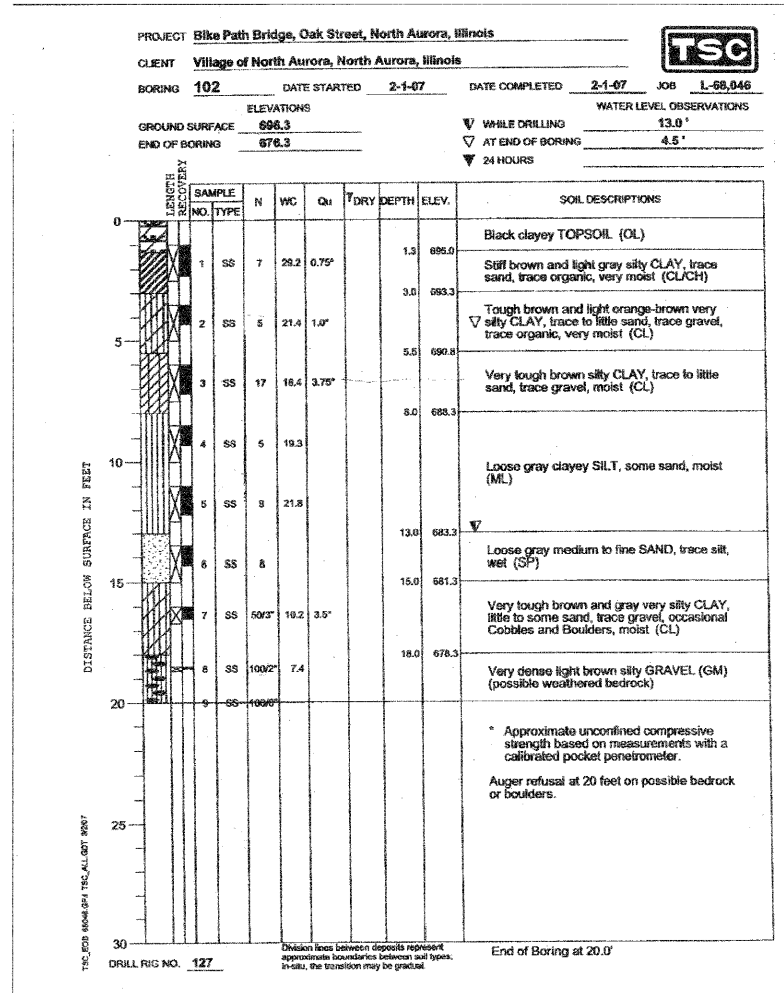 PROJECT Bike Path Bridge, Oak Street, North Aurora, Illinois
TSC
CLIENT Village of North Aurora, North Aurora, Illinois
BORING 102 DATE STARTED 2-1-07 DATE COMPLETED 2-1-07 JOB L-68,046
ELEVATIONS WATER LEVEL OBSERVATIONS
GROUND SURFACE 696.3 WHILE DRILLING 13.0 '
END OF BORING 676.3 AT END OF BORING 4.5 '
24 HOURS
LENGTH
RECOVERY
SAMPLE
NO. TYPE N WC Qu γDRY DEPTH ELEV. SOIL DESCRIPTIONS
0
Black clayey TOPSOIL (OL)
1.3 695.0
1 SS 7 29.2 0.75* Stiff brown and light gray silty CLAY, trace
sand, trace organic, very moist (CL/CH)
3.0 693.3
2 SS 5 21.4 1.0* Tough brown and light orange-brown very
silty CLAY, trace to little sand, trace gravel,
trace organic, very moist (CL)
5
5.5 690.8
3 SS 17 16.4 3.75* Very tough brown silty CLAY, trace to little
sand, trace gravel, moist (CL)
8.0 688.3
4 SS 5 19.3
10
Loose gray clayey SILT, some sand, moist
(ML)
5 SS 9 21.8
13.0 683.3
6 SS 8 Loose gray medium to fine SAND, trace silt,
wet (SP)
15
15.0 681.3
7 SS 50/3" 10.2 3.5* Very tough brown and gray very silty CLAY,
little to some sand, trace gravel, occasional
Cobbles and Boulders, moist (CL)
18.0 678.3
8 SS 100/2" 7.4 Very dense light brown silty GRAVEL (GM)
(possible weathered bedrock)
20
9 SS 100/0"
* Approximate unconfined compressive
strength based on measurements with a
calibrated pocket penetrometer.
Auger refusal at 20 feet on possible bedrock
or boulders.
25
30
DISTANCE BELOW SURFACE IN FEET
TSC_EOB 68046.GPJ TSC_ALL.GDT 3/2/07
DRILL RIG NO. 127
Division lines between deposits represent
approximate boundaries between soil types;
in-situ, the transition may be gradual.
End of Boring at 20.0'